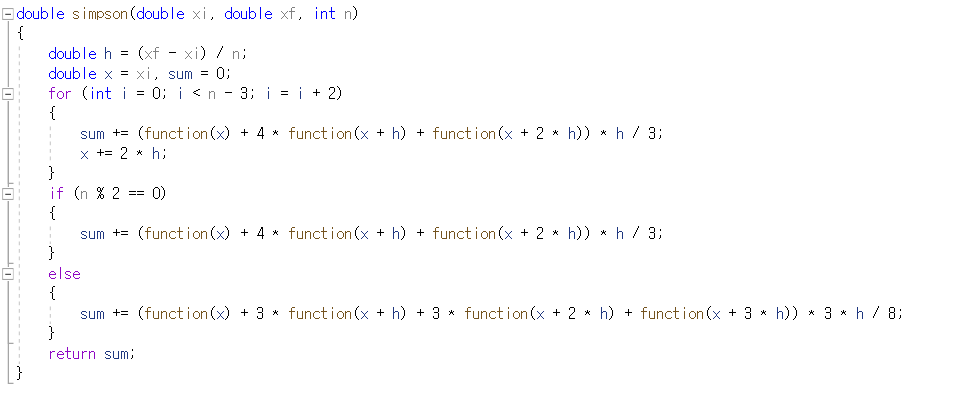 double simpson(double xi, double xf, int n)
{
    double h = (xf - xi) / n;
    double x = xi, sum = 0;
    for (int i = 0; i < n - 3; i = i + 2)
    {
        sum += (function(x) + 4 * function(x + h) + function(x + 2 * h)) * h / 3;
        x += 2 * h;
    }
    if (n % 2 == 0)
    {
        sum += (function(x) + 4 * function(x + h) + function(x + 2 * h)) * h / 3;
    }
    else
    {
        sum += (function(x) + 3 * function(x + h) + 3 * function(x + 2 * h) + function(x + 3 * h)) * 3 * h / 8;
    }
    return sum;
}